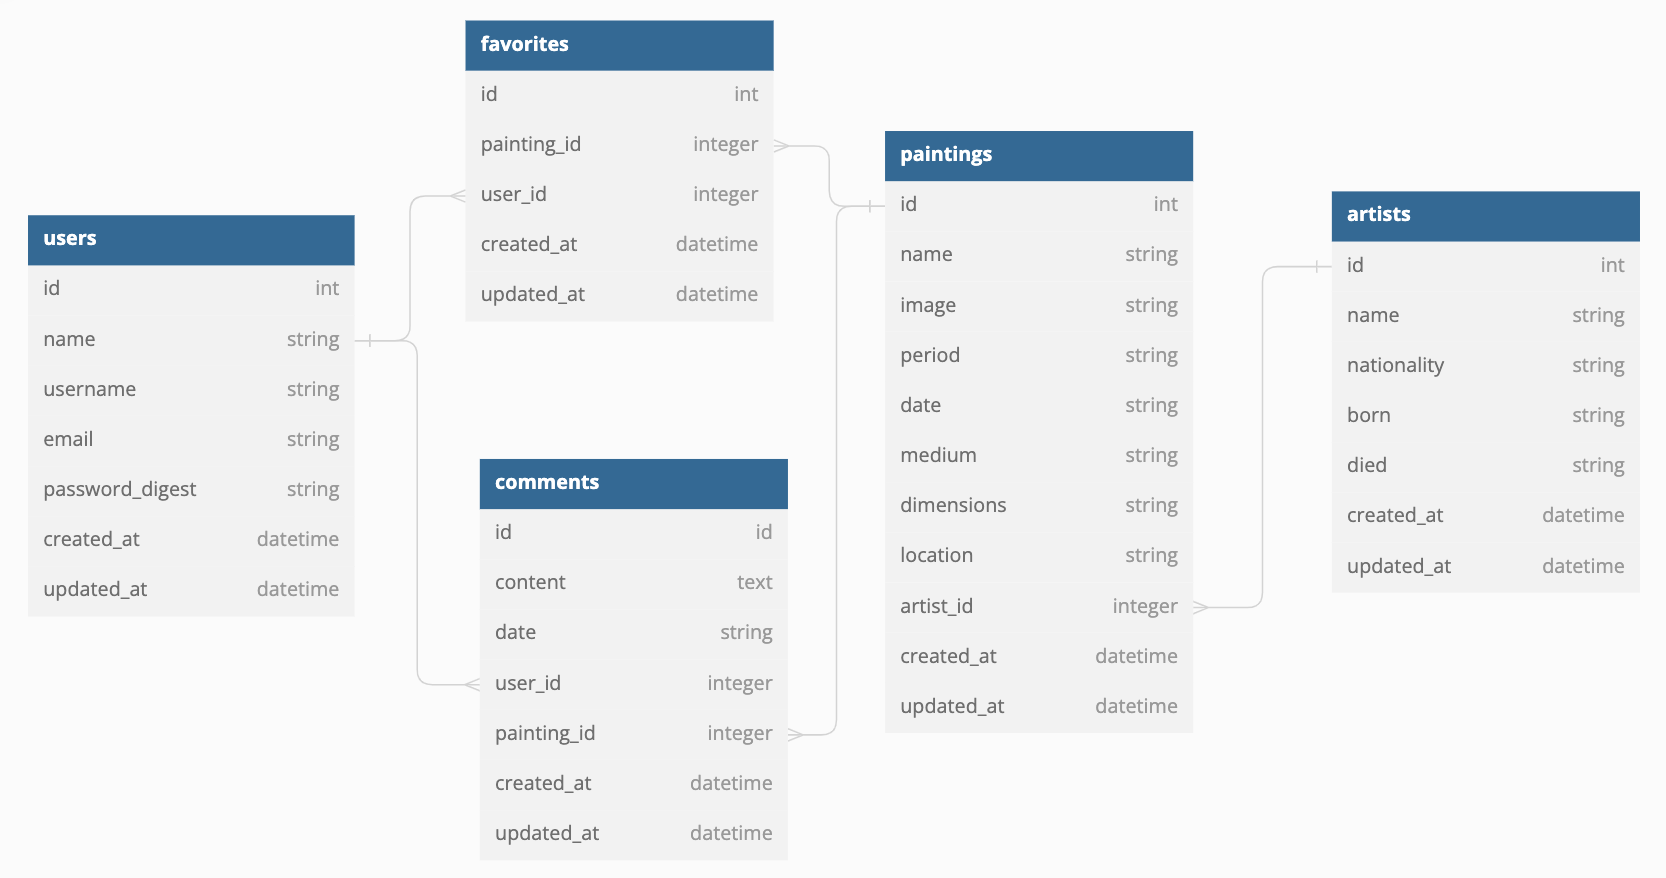 favorites
id int
painting_id integer
user_id integer
created_at datetime
updated_at datetime
users
id int
name string
username string
email string
password_digest string
created_at datetime
updated_at datetime
comments
id id
content text
date string
user_id integer
painting_id integer
created_at datetime
updated_at datetime
paintings
id int
name string
image string
period string
date string
medium string
dimensions string
location string
artist_id integer
created_at datetime
updated_at datetime
artists
id int
name string
nationality string
born string
died string
created_at datetime
updated_at datetime